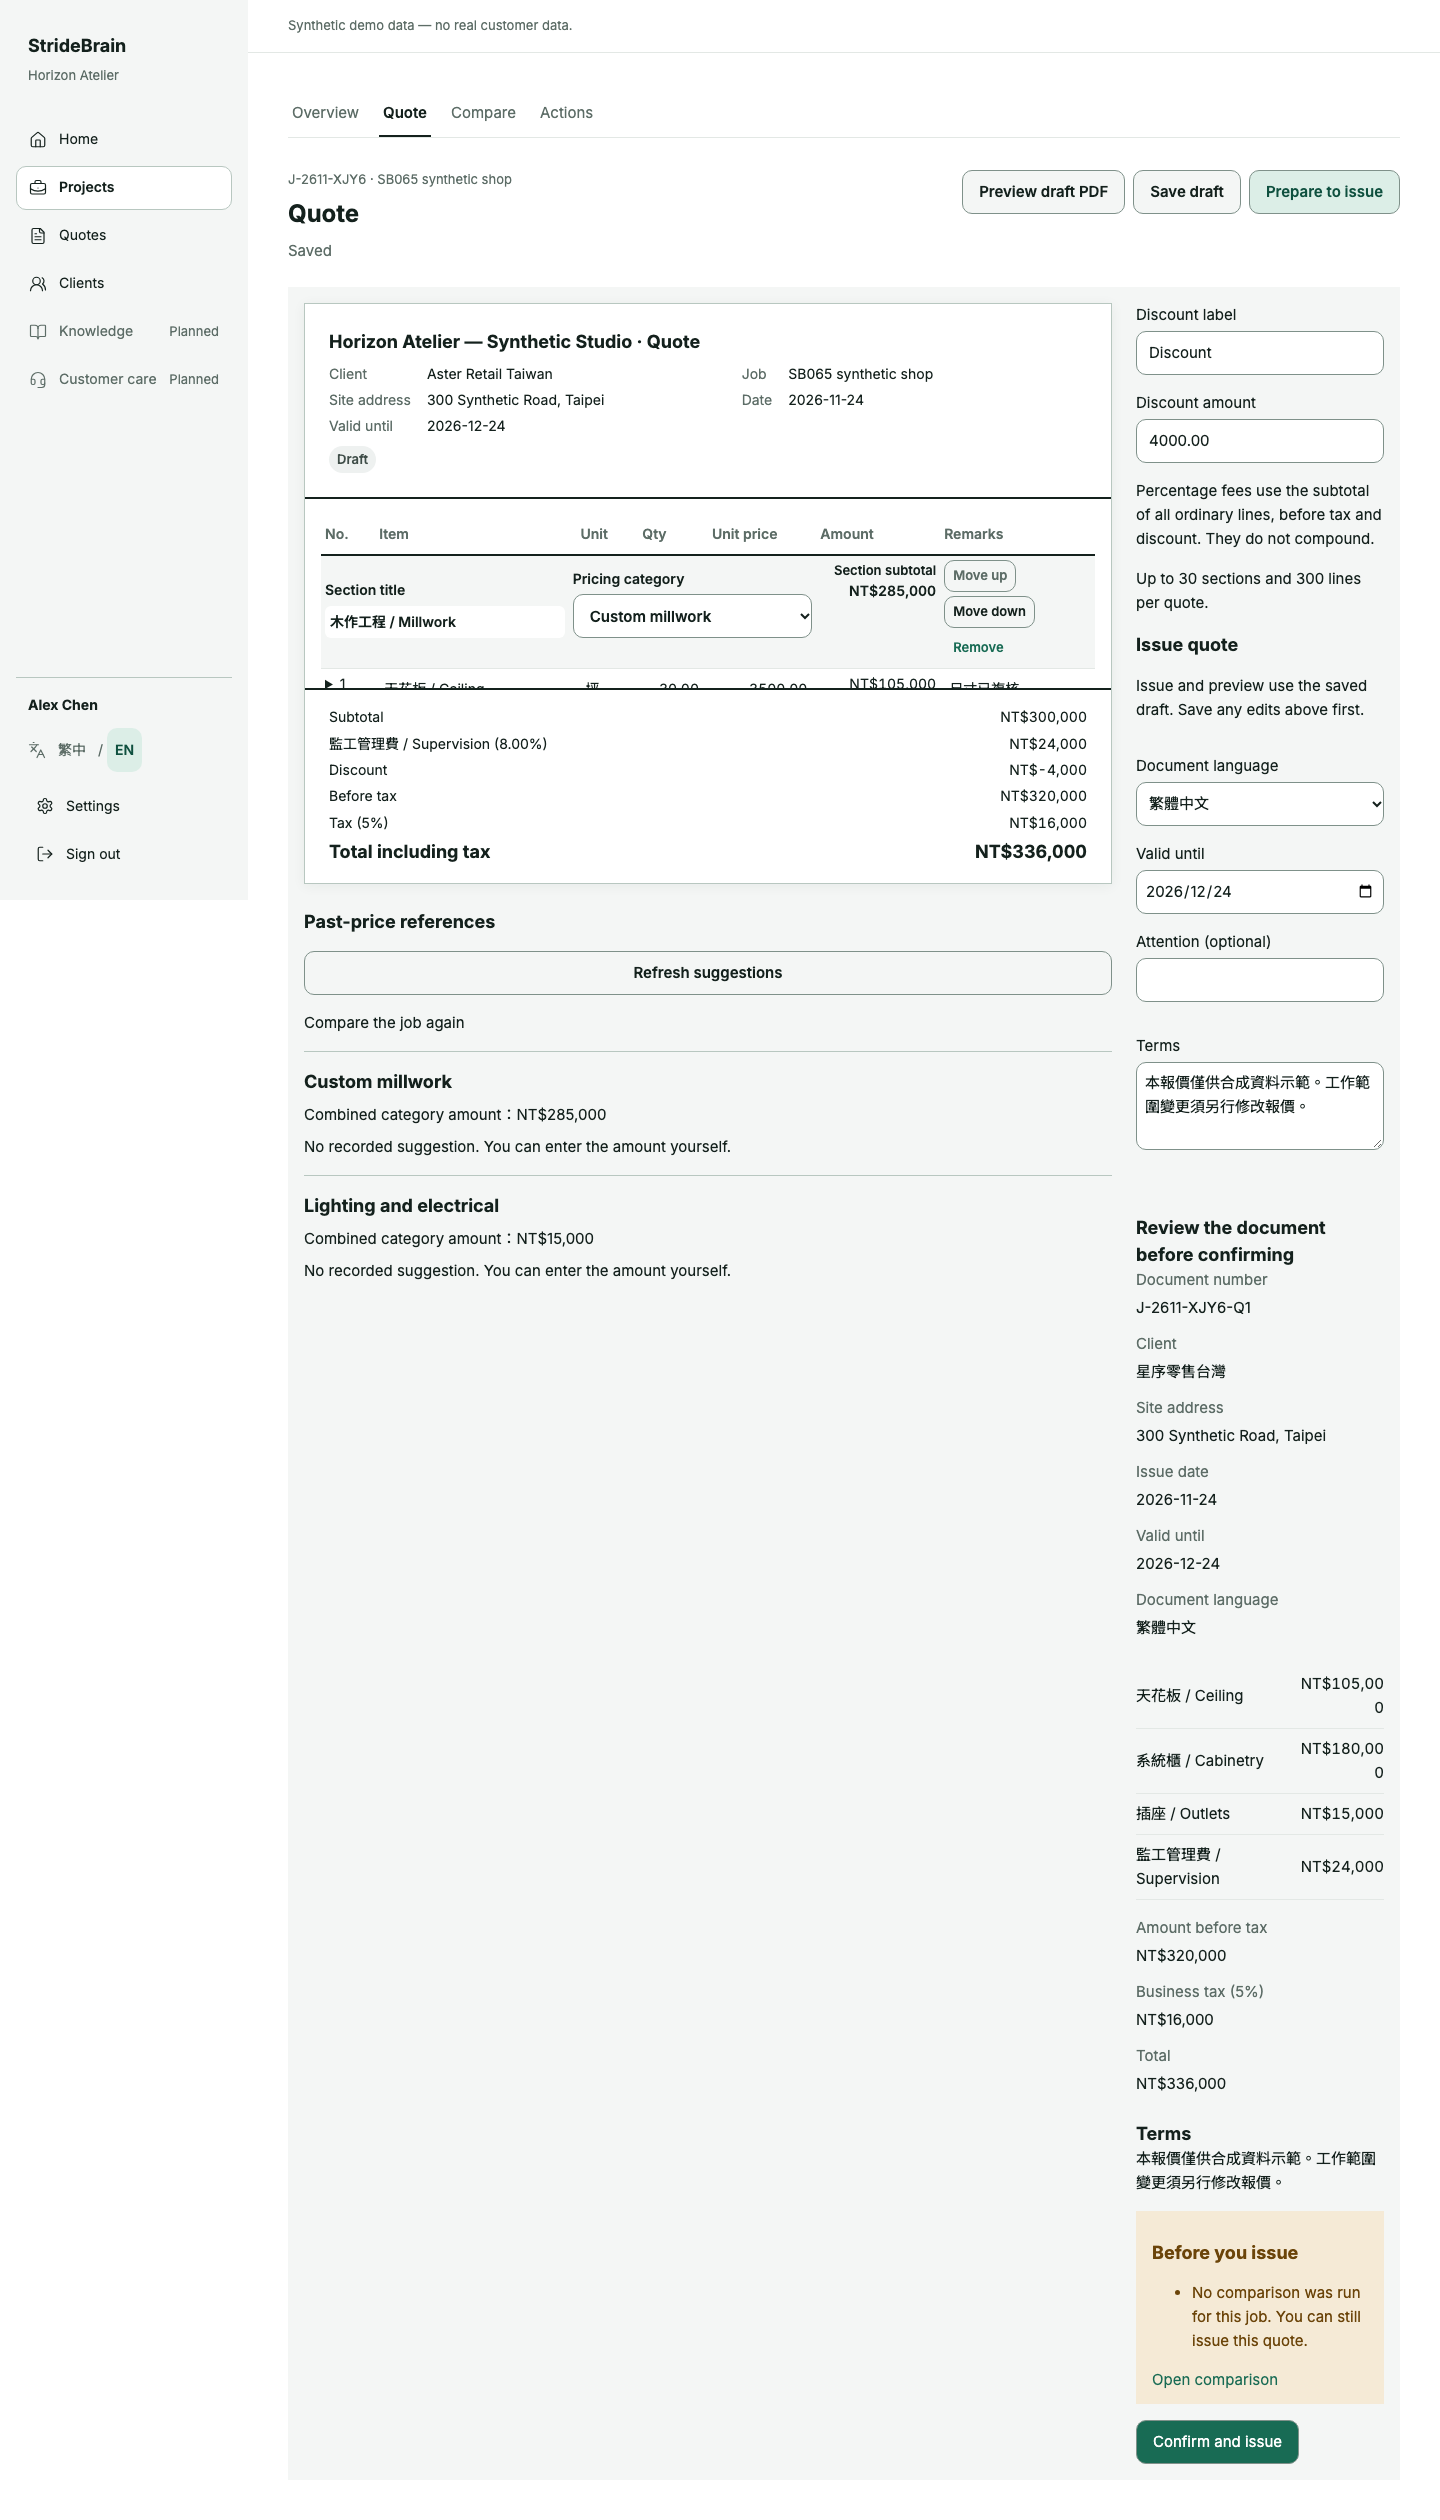 StrideBrain
Horizon Atelier
Home
Projects
Quotes
Clients
Knowledge Planned
Customer care Planned
Alex Chen
繁中 / EN
Settings
Sign out
Synthetic demo data — no real customer data.
Overview Quote Compare Actions
J-2611-XJY6 · SB065 synthetic shop
Quote
Saved
Preview draft PDF Save draft Prepare to issue
Horizon Atelier — Synthetic Studio · Quote
Client Aster Retail Taiwan Job SB065 synthetic shop
Site address 300 Synthetic Road, Taipei Date 2026-11-24
Valid until 2026-12-24
Draft
No. Item Unit Qty Unit price Amount Remarks
Section title
木作工程 / Millwork
Pricing category
Custom millwork
Section subtotal
NT$285,000
Move up
Move down
Remove
1 天花板 / Ceiling 坪 30.00 3500.00 NT$105,000 尺寸已複核
Subtotal NT$300,000
監工管理費 / Supervision (8.00%) NT$24,000
Discount NT$-4,000
Before tax NT$320,000
Tax (5%) NT$16,000
Total including tax NT$336,000
Past-price references
Refresh suggestions
Compare the job again
Custom millwork
Combined category amount：NT$285,000
No recorded suggestion. You can enter the amount yourself.
Lighting and electrical
Combined category amount：NT$15,000
No recorded suggestion. You can enter the amount yourself.
Discount label
Discount
Discount amount
4000.00
Percentage fees use the subtotal
of all ordinary lines, before tax and
discount. They do not compound.
Up to 30 sections and 300 lines
per quote.
Issue quote
Issue and preview use the saved
draft. Save any edits above first.
Document language
繁體中文
Valid until
2026/12/24
Attention (optional)
Terms
本報價僅供合成資料示範。工作範
圍變更須另行修改報價。
Review the document
before confirming
Document number
J-2611-XJY6-Q1
Client
星序零售台灣
Site address
300 Synthetic Road, Taipei
Issue date
2026-11-24
Valid until
2026-12-24
Document language
繁體中文
天花板 / Ceiling NT$105,00
0
系統櫃 / Cabinetry NT$180,00
0
插座 / Outlets NT$15,000
監工管理費 /
Supervision NT$24,000
Amount before tax
NT$320,000
Business tax (5%)
NT$16,000
Total
NT$336,000
Terms
本報價僅供合成資料示範。工作範圍
變更須另行修改報價。
Before you issue
• No comparison was run
for this job. You can still
issue this quote.
Open comparison
Confirm and issue